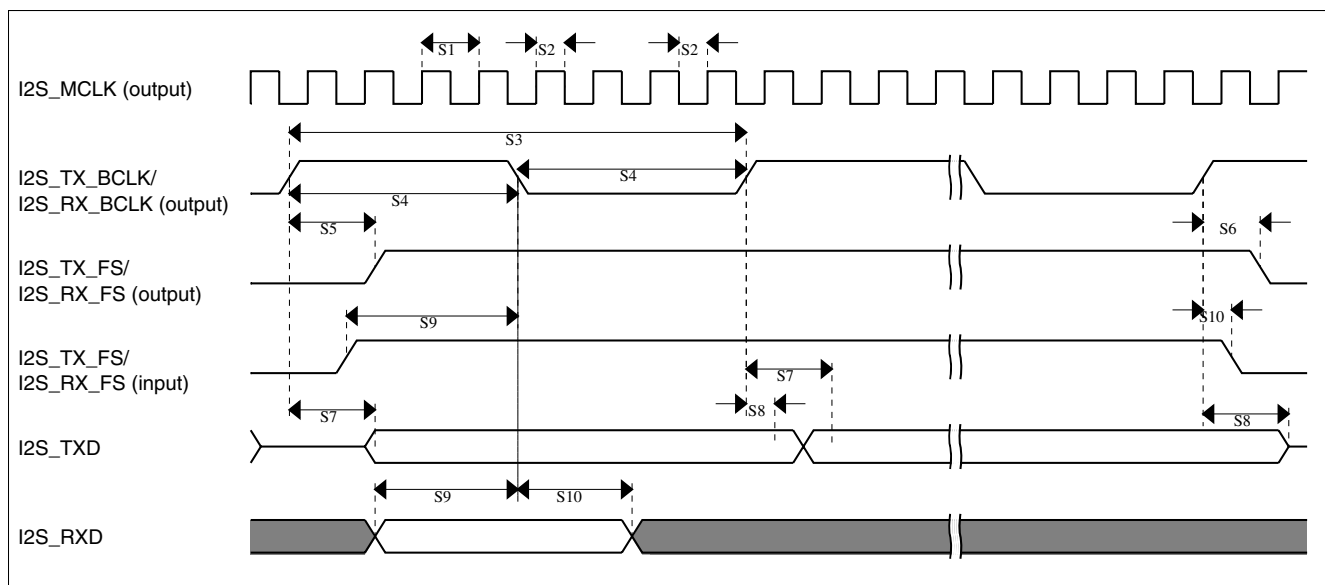 S1
S2
S2
I2S_MCLK (output)
S3
I2S_TX_BCLK/
I2S_RX_BCLK (output)
S4
S4
S5
S6
I2S_TX_FS/
I2S_RX_FS (output)
S9
S10
I2S_TX_FS/
I2S_RX_FS (input)
S7
S7
S8
S8
I2S_TXD
S9
S10
I2S_RXD